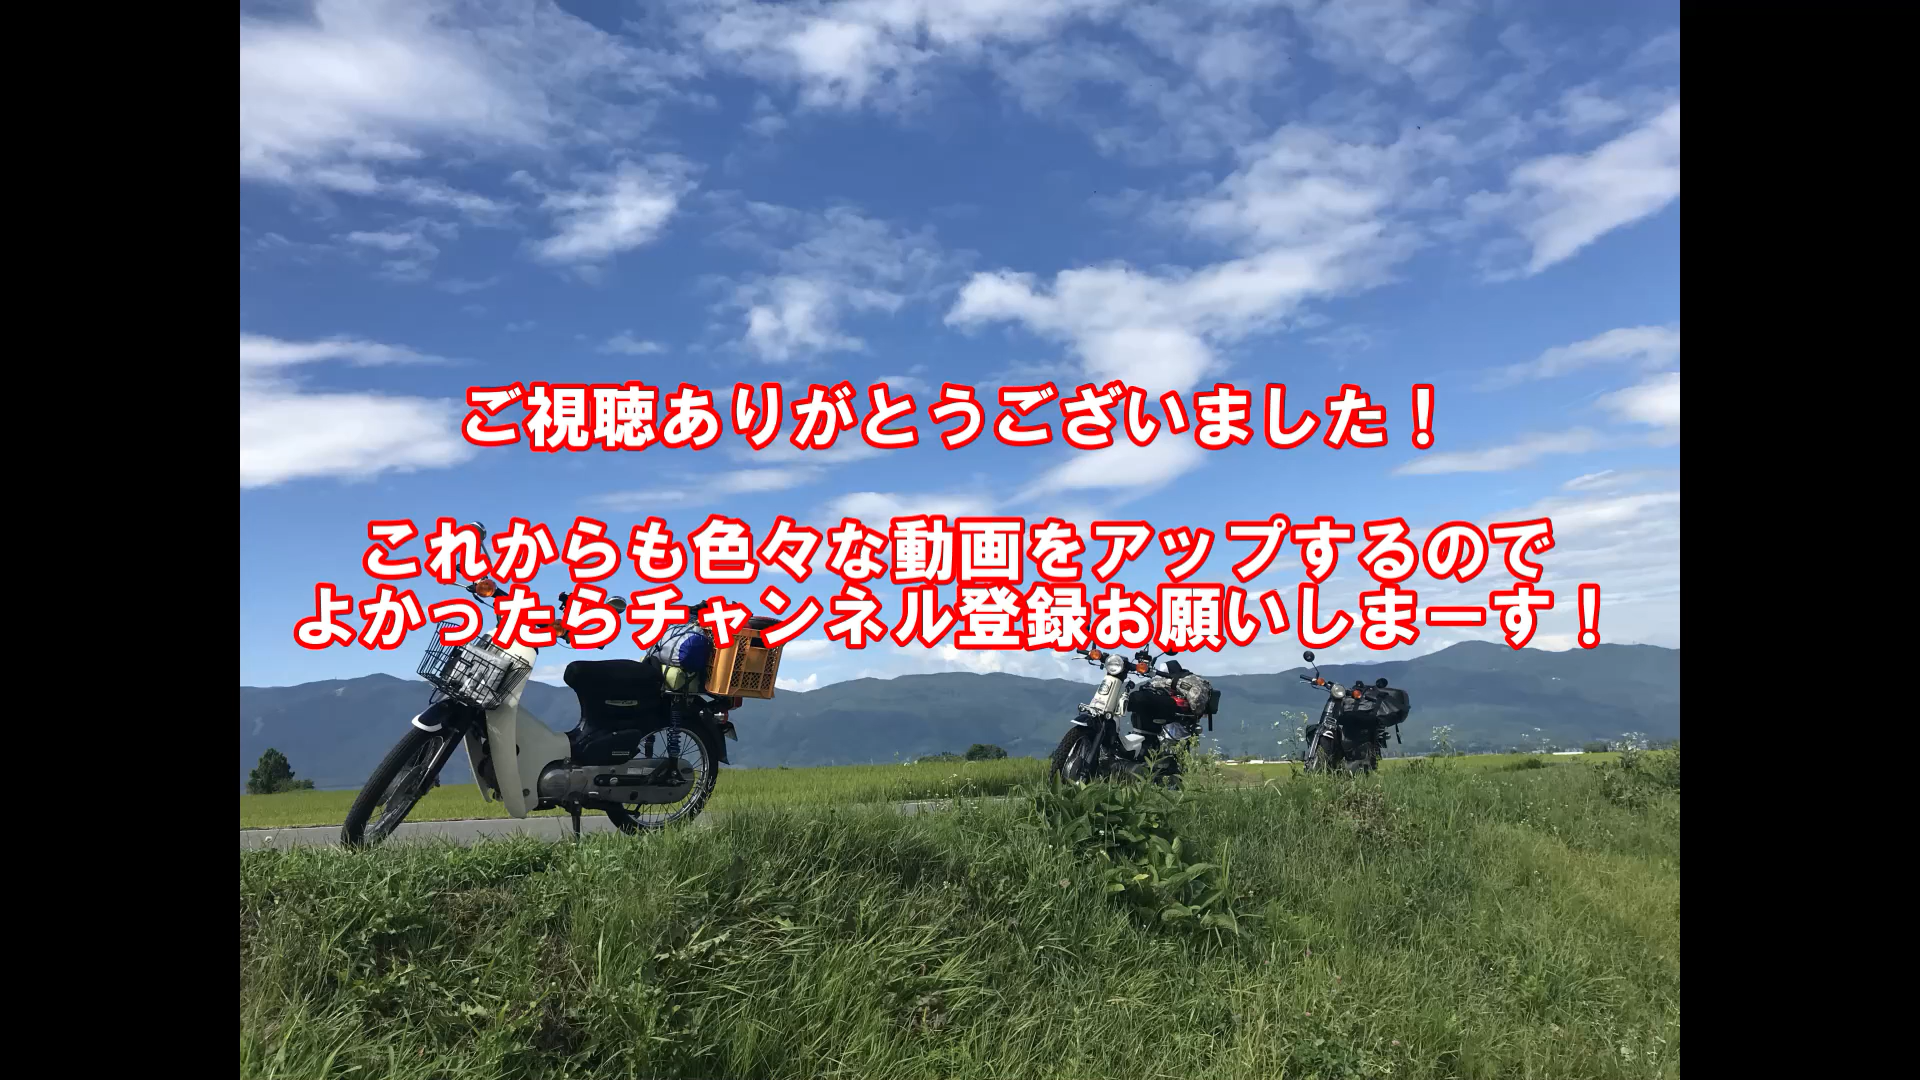 ご視聴ありがとうございました！
これからも色々な動画をアップするので
よかったらチャンネル登録お願いしまーす！